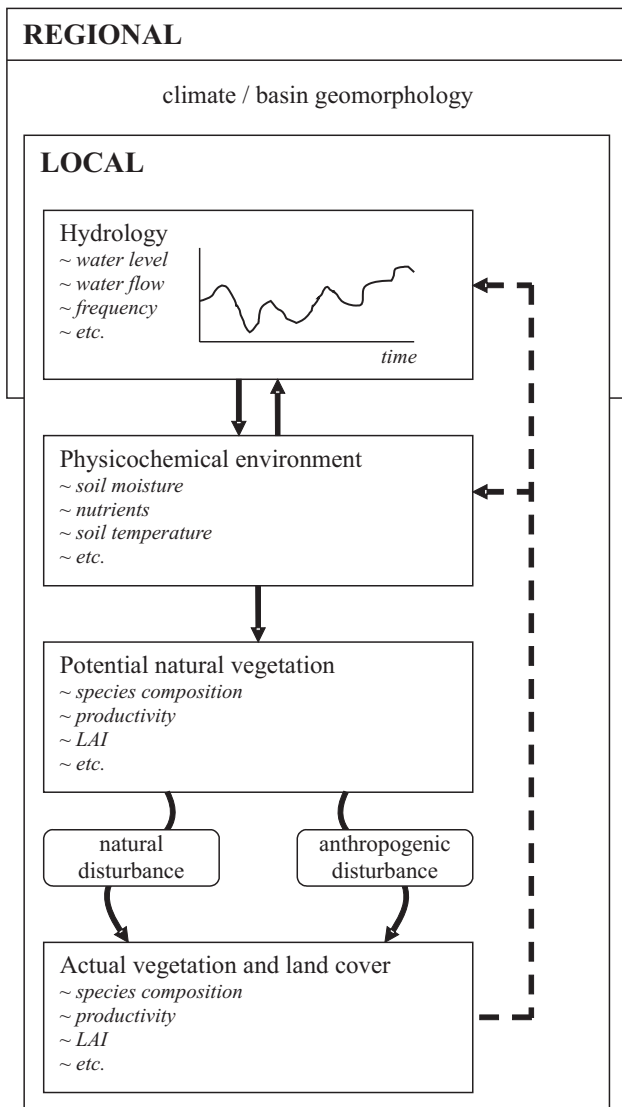 REGIONAL
climate / basin geomorphology
LOCAL
Hydrology
~ water level
~ water flow
~ frequency
~ etc.
time
Physicochemical environment
~ soil moisture
~ nutrients
~ soil temperature
~ etc.
Potential natural vegetation
~ species composition
~ productivity
~ LAI
~ etc.
natural
disturbance
anthropogenic
disturbance
Actual vegetation and land cover
~ species composition
~ productivity
~ LAI
~ etc.